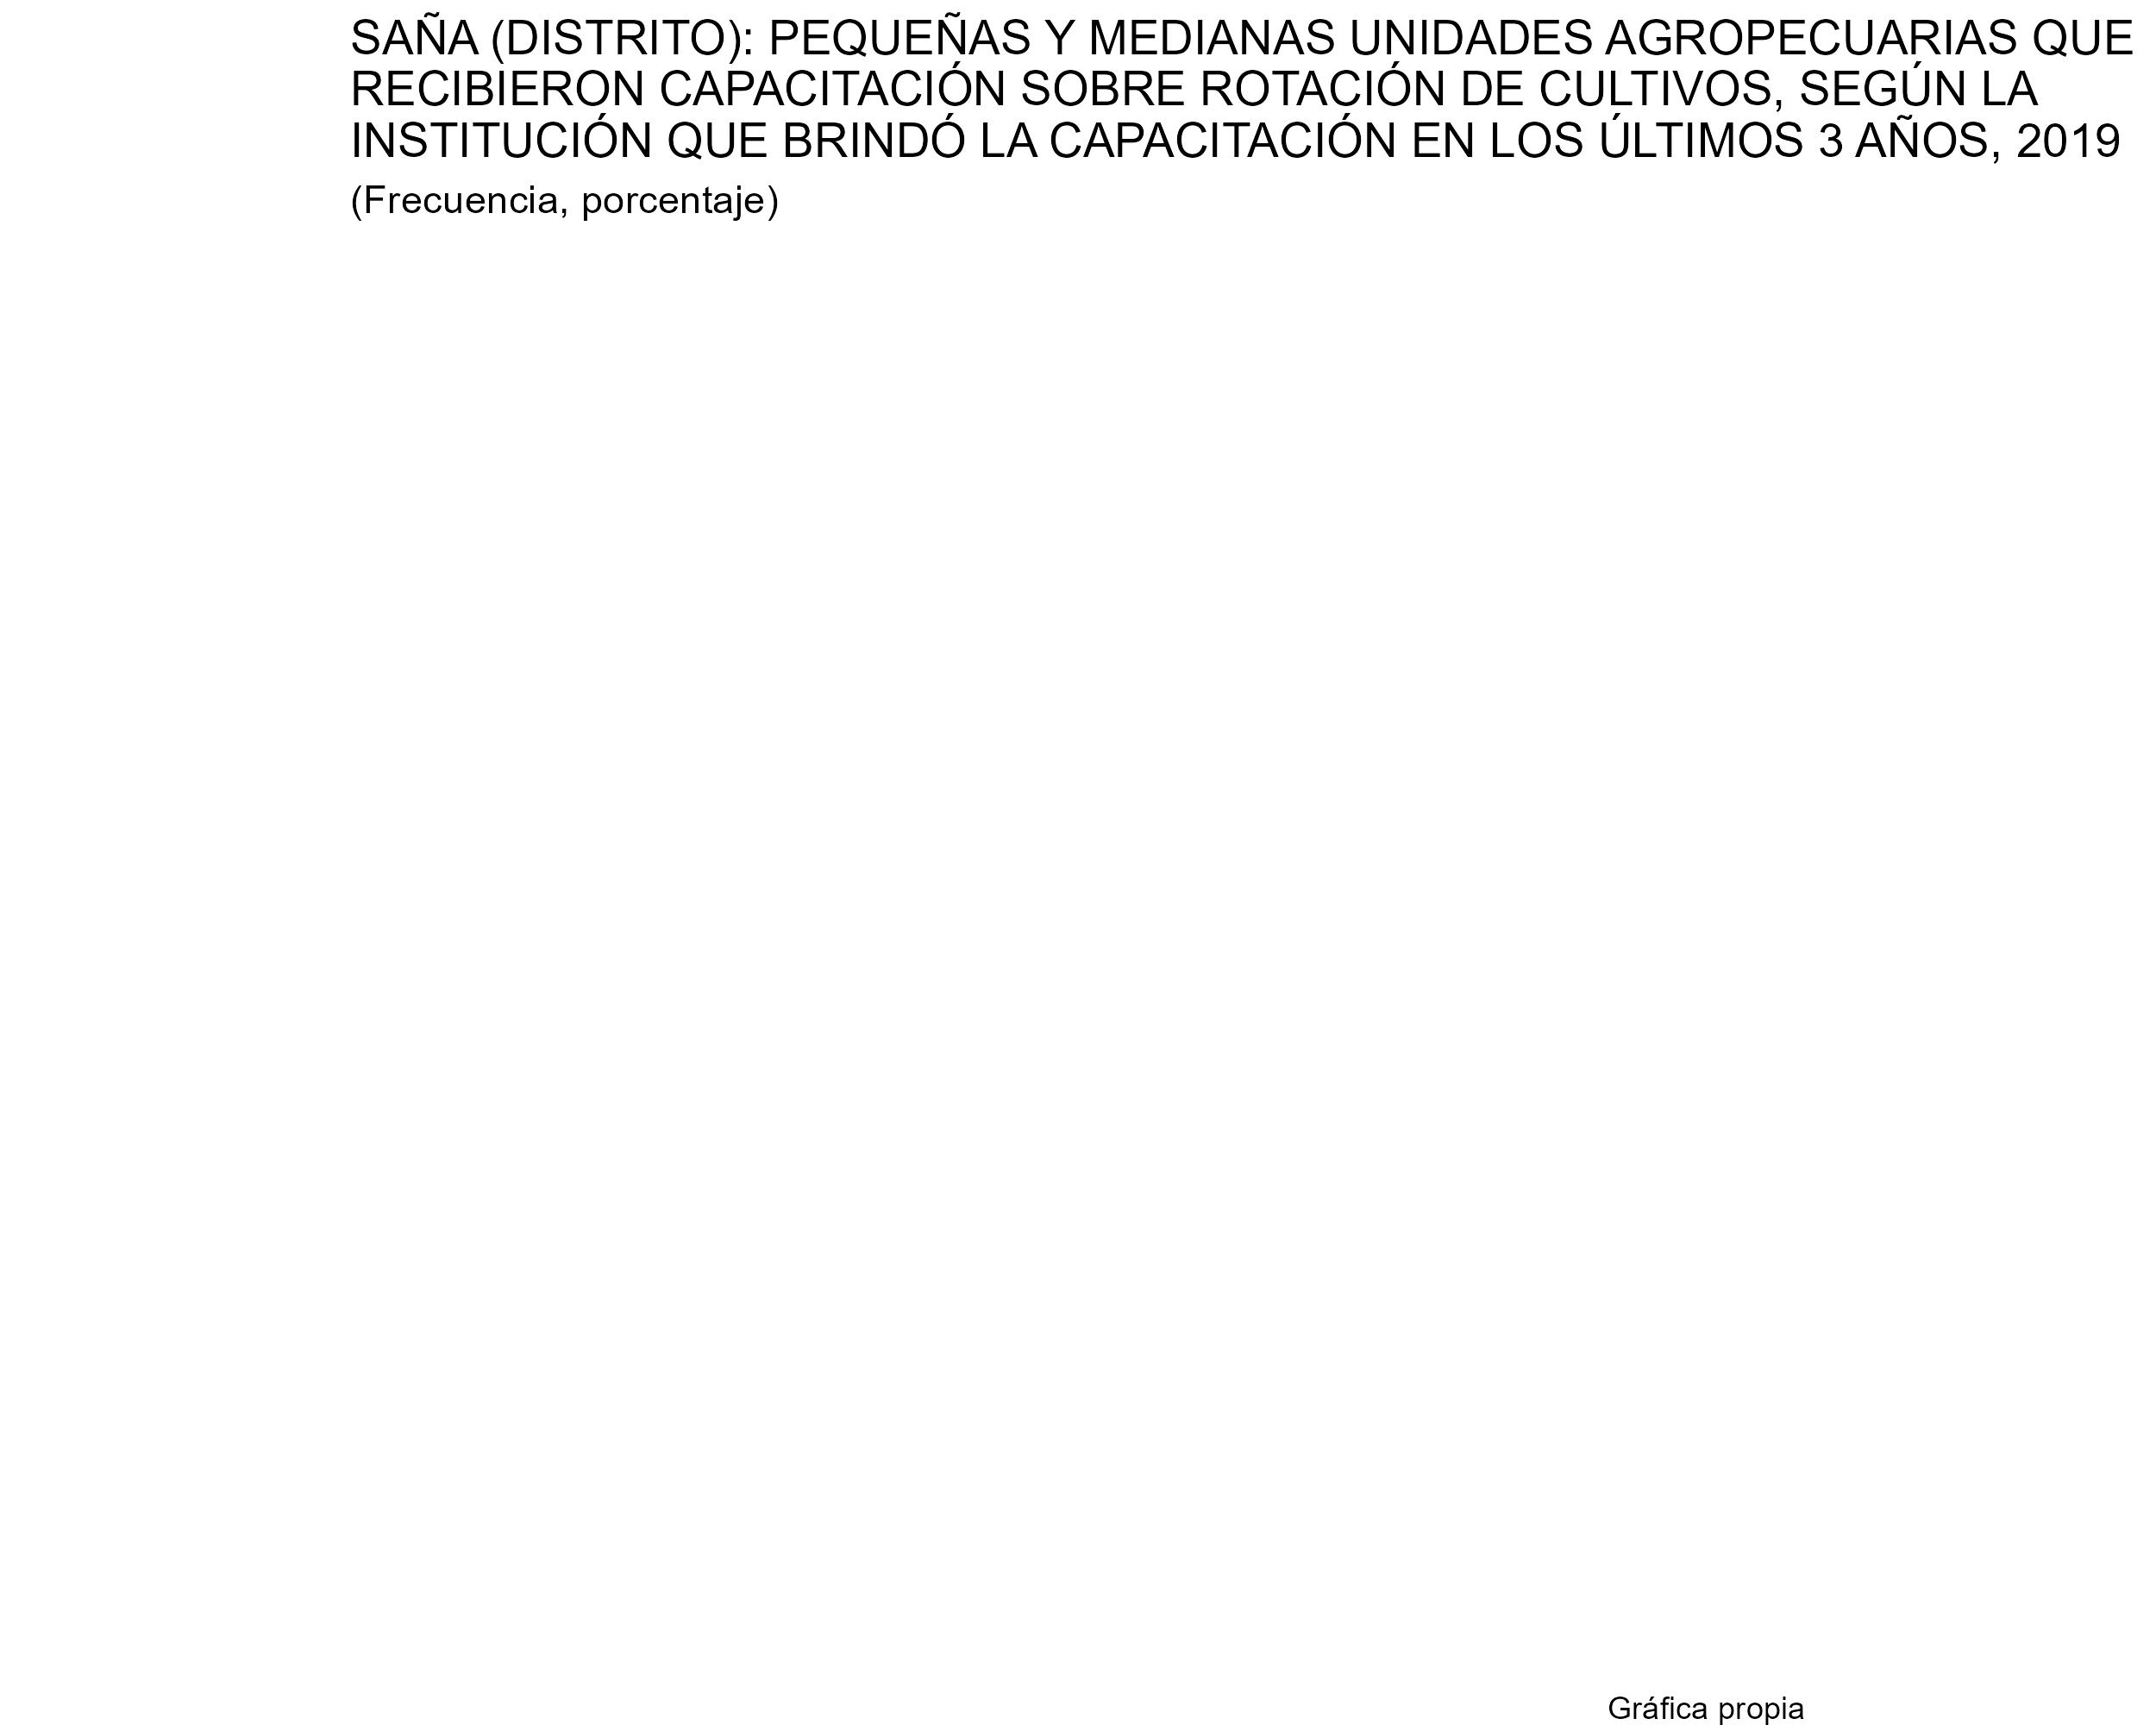 SAÑA (DISTRITO): PEQUEÑAS Y MEDIANAS UNIDADES AGROPECUARIAS QUE
RECIBIERON CAPACITACIÓN SOBRE ROTACIÓN DE CULTIVOS, SEGÚN LA
INSTITUCIÓN QUE BRINDÓ LA CAPACITACIÓN EN LOS ÚLTIMOS 3 AÑOS, 2019
(Frecuencia, porcentaje)
Gráfica propia